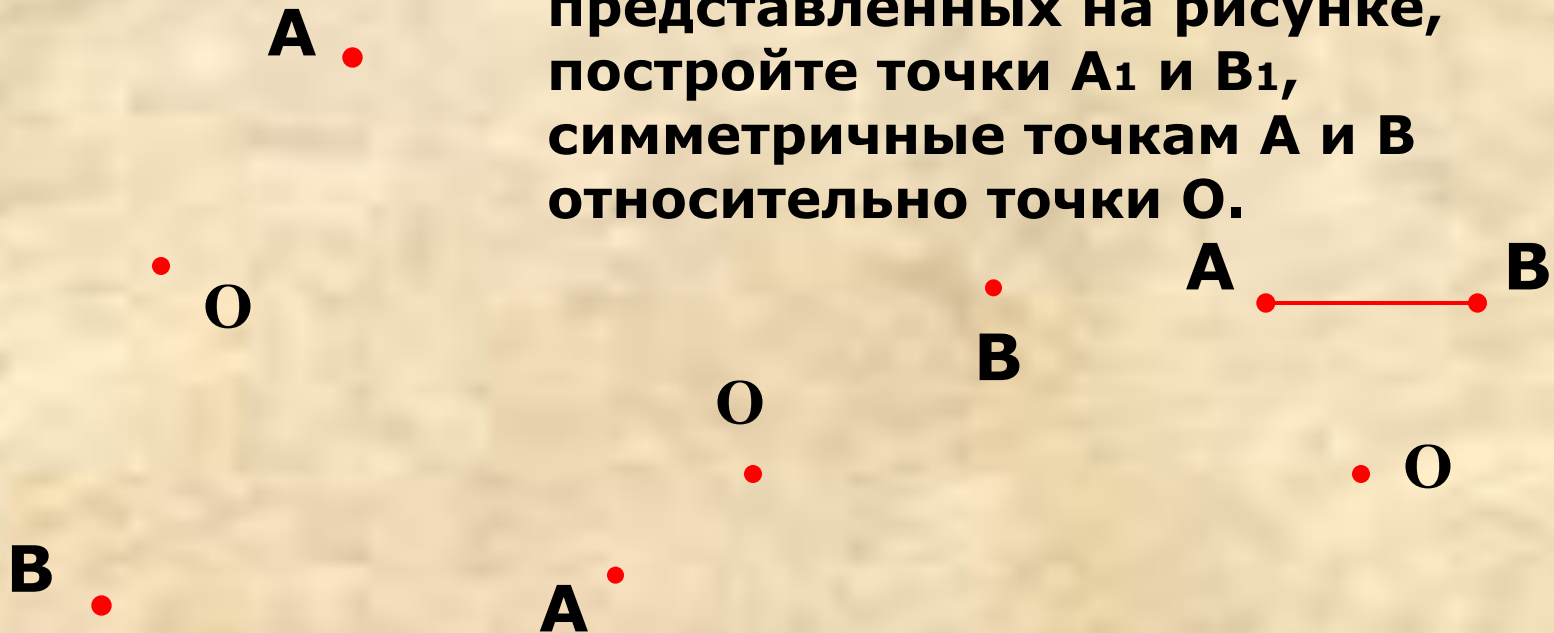 представленных на рисунке,
постройте точки А₁ и В₁,
симметричные точкам А и В
относительно точки О.
А
О
В
О
А
В
А В
О